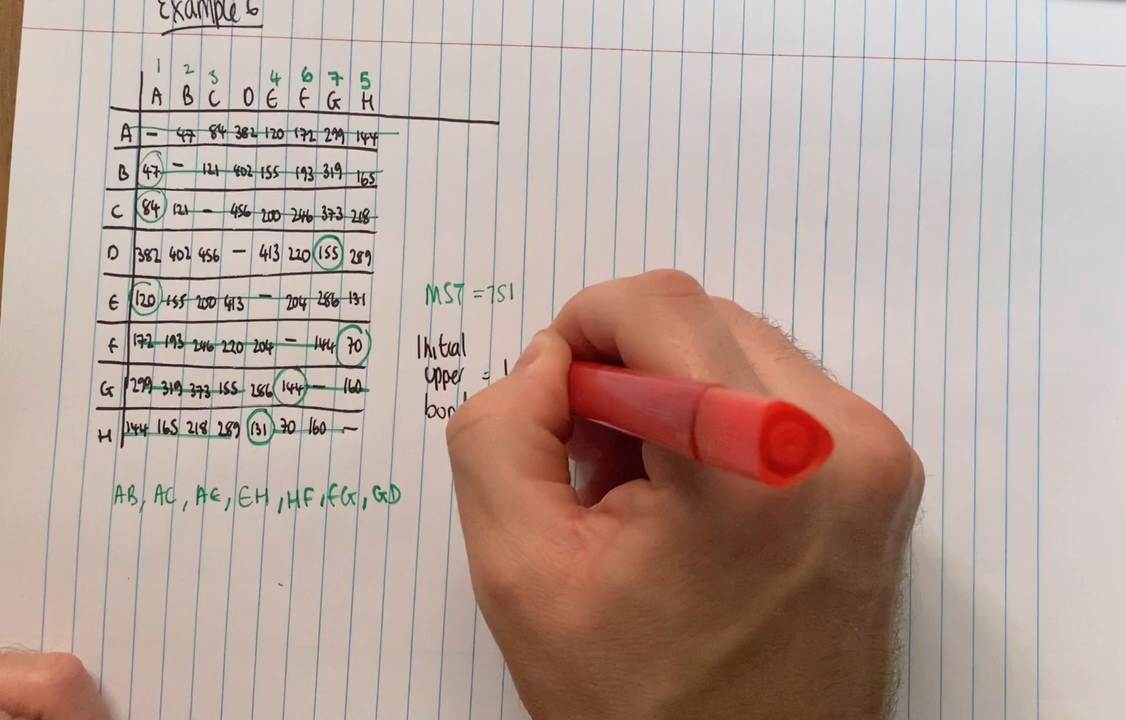 Example 6
1 2 3 4 6 7 5
A B C D E F G H
A - 47 84 382 120 172 299 144
B 47 - 121 402 155 193 319 165
C 84 121 - 456 200 246 373 218
D 382 402 456 - 413 220 155 289
E 120 155 200 413 - 204 286 131
F 172 193 246 220 204 - 144 70
G 299 319 373 155 286 144 - 160
H 144 165 218 289 131 70 160 -
MST = 751
Initial
upper =
AB, AC, AE, EH, HF, FG, GD